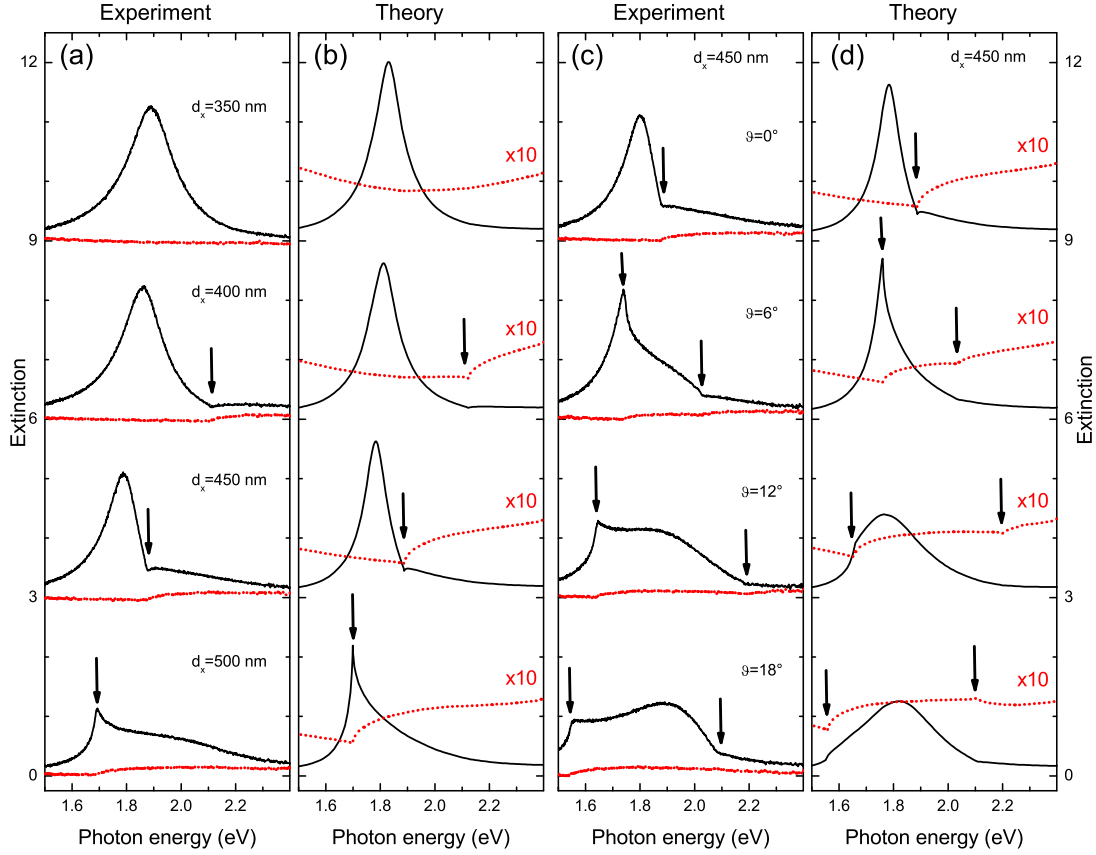 Experiment
Theory
Experiment
Theory
(a)
(b)
(c)
(d)
dx=350 nm
dx=400 nm
dx=450 nm
dx=500 nm
x10
x10
x10
x10
dx=450 nm
ϑ=0°
ϑ=6°
ϑ=12°
ϑ=18°
dx=450 nm
x10
x10
x10
x10
Extinction
12
9
6
3
0
12
9
6
3
0
Extinction
1.6 1.8 2.0 2.2
1.6 1.8 2.0 2.2
1.6 1.8 2.0 2.2
1.6 1.8 2.0 2.2
Photon energy (eV)
Photon energy (eV)
Photon energy (eV)
Photon energy (eV)